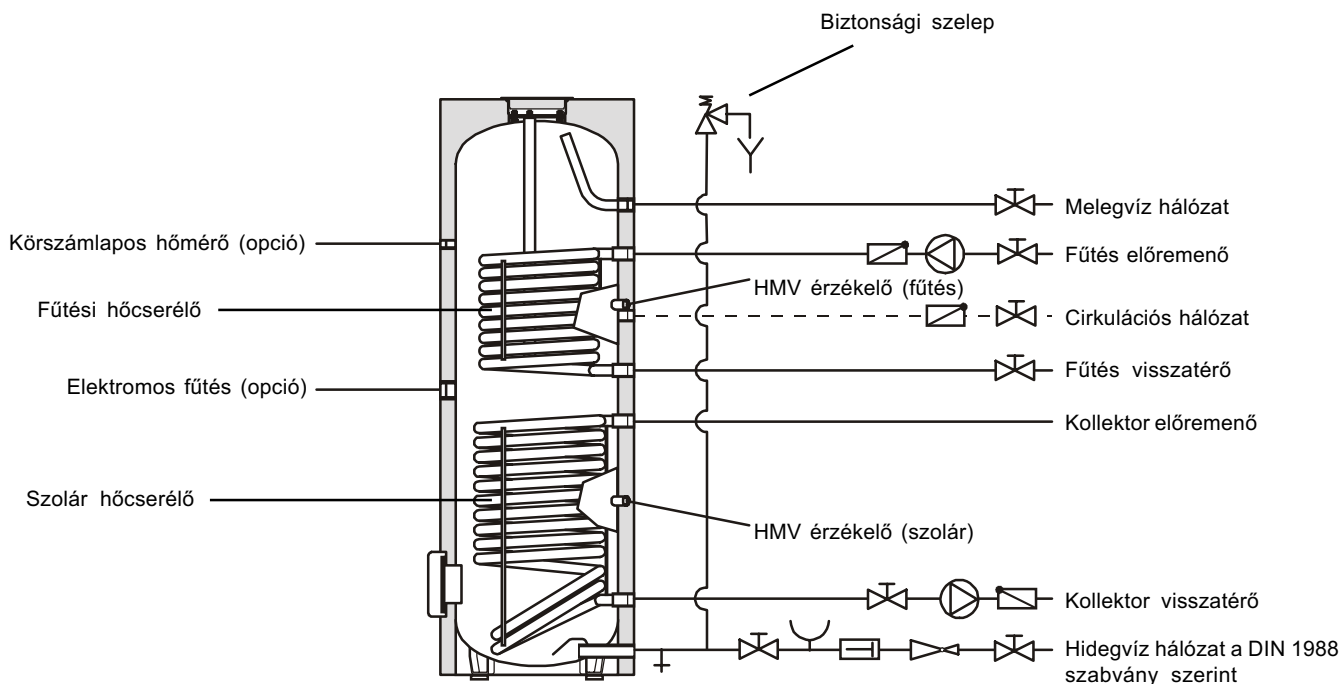 Biztonsági szelep
Melegvíz hálózat
Körszámlapos hőmérő (opció)
Fűtés előremenő
HMV érzékelő (fűtés)
Fűtési hőcserélő
Cirkulációs hálózat
Fűtés visszatérő
Elektromos fűtés (opció)
Kollektor előremenő
Szolár hőcserélő
HMV érzékelő (szolár)
Kollektor visszatérő
Hidegvíz hálózat a DIN 1988
szabvány szerint